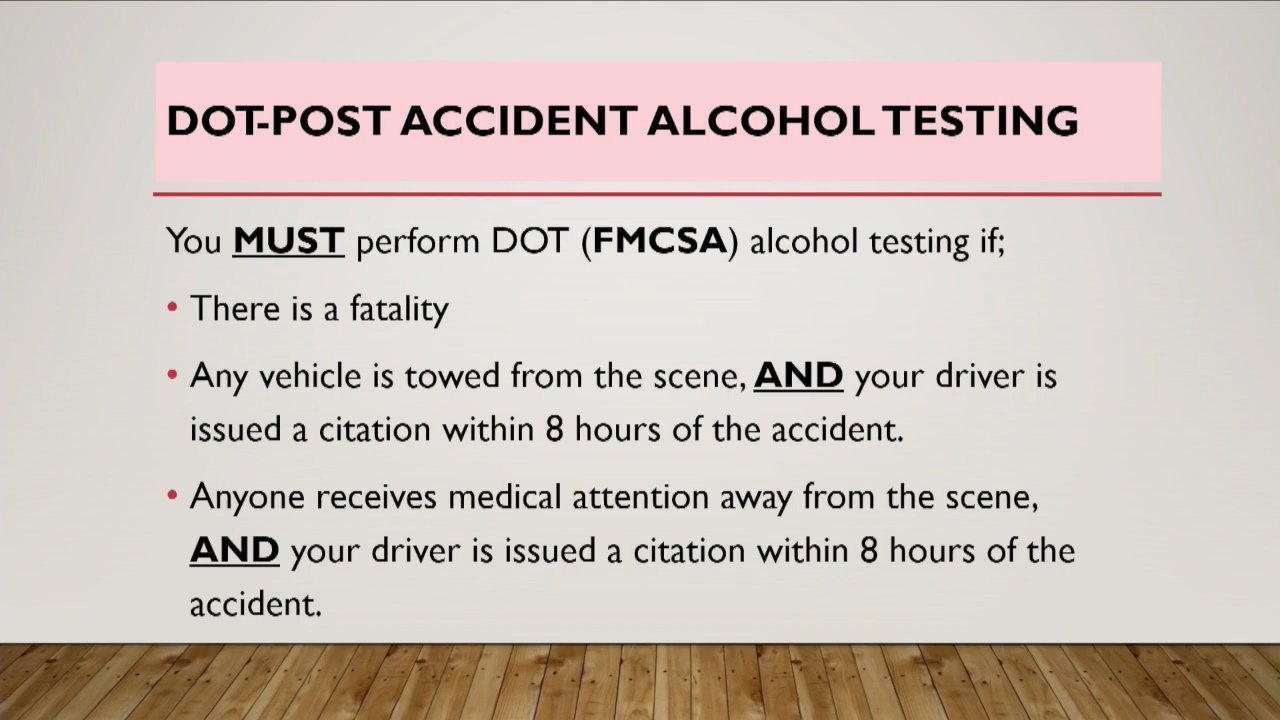 DOT-POST ACCIDENT ALCOHOL TESTING
You MUST perform DOT (FMCSA) alcohol testing if;
• There is a fatality
• Any vehicle is towed from the scene, AND your driver is
issued a citation within 8 hours of the accident.
• Anyone receives medical attention away from the scene,
AND your driver is issued a citation within 8 hours of the
accident.